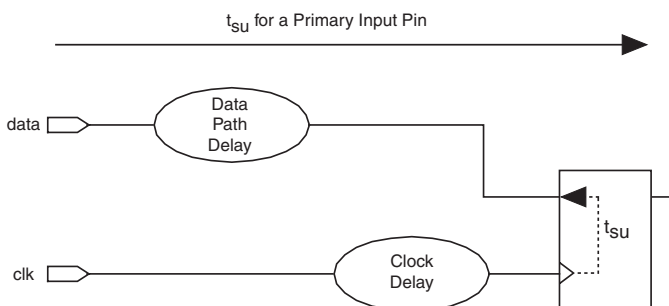 tsu for a Primary Input Pin
data
Data
Path
Delay
tsu
clk
Clock
Delay